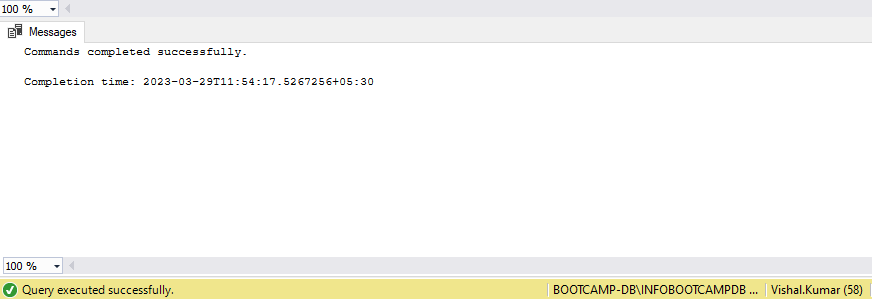 100 %
Messages
Commands completed successfully.
Completion time: 2023-03-29T11:54:17.5267256+05:30
100 %
Query executed successfully.
BOOTCAMP-DB\INFOBOOTCAMPDB ...
Vishal.Kumar (58)